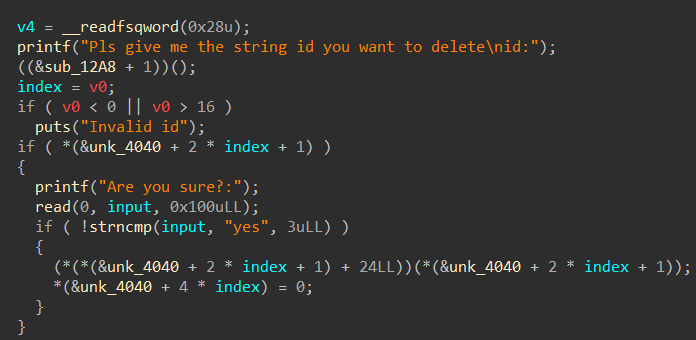 v4 = __readfsqword(0x28u);
printf("Pls give me the string id you want to delete\nid:");
((&sub_12A8 + 1))();
index = v0;
if ( v0 < 0 || v0 > 16 )
puts("Invalid id");
if ( *(&unk_4040 + 2 * index + 1) )
{
printf("Are you sure?:");
read(0, input, 0x100uLL);
if ( !strncmp(input, "yes", 3uLL) )
{
(*(*(&unk_4040 + 2 * index + 1) + 24LL))(*(&unk_4040 + 2 * index + 1));
*(&unk_4040 + 4 * index) = 0;
}
}